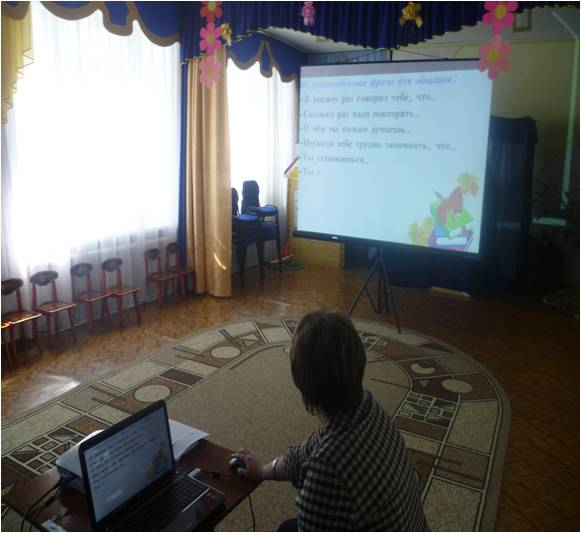 Не рекомендуемые фразы для общения:
-Я тысячу раз говорил тебе, что...
-Сколько раз надо повторять...
-О чём ты только думаешь...
-Неужели тебе трудно запомнить, что...
-Ты становишься...
-Ты т.